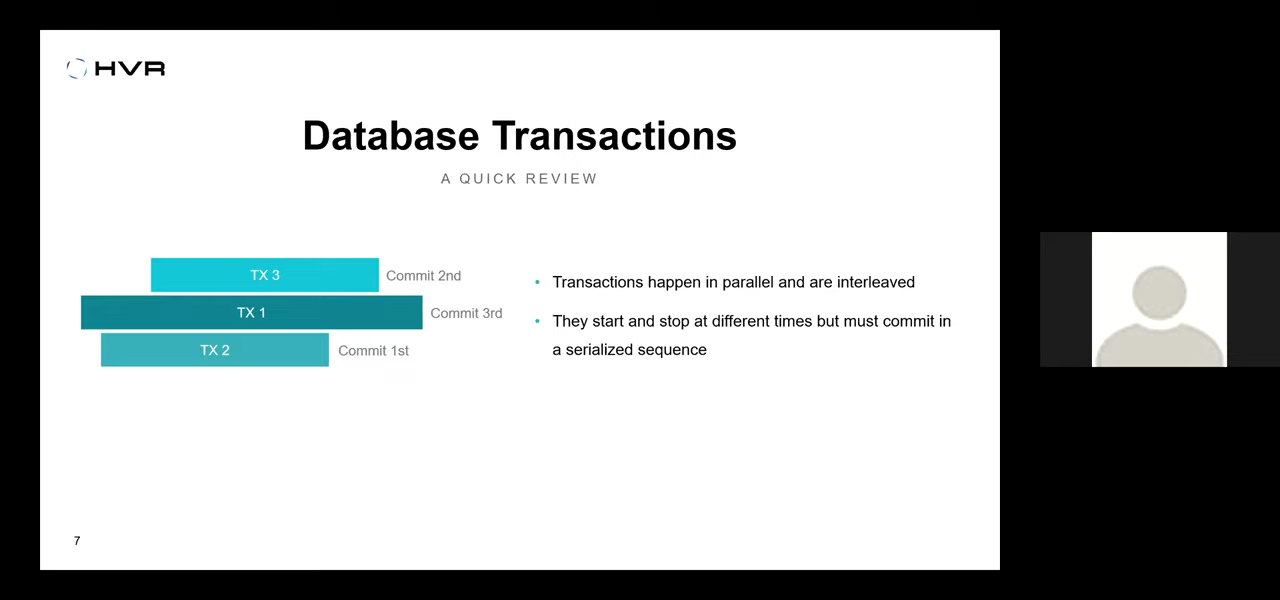 HVR
Database Transactions
A QUICK REVIEW
TX 3 Commit 2nd
TX 1 Commit 3rd
TX 2 Commit 1st
• Transactions happen in parallel and are interleaved
• They start and stop at different times but must commit in
a serialized sequence
7